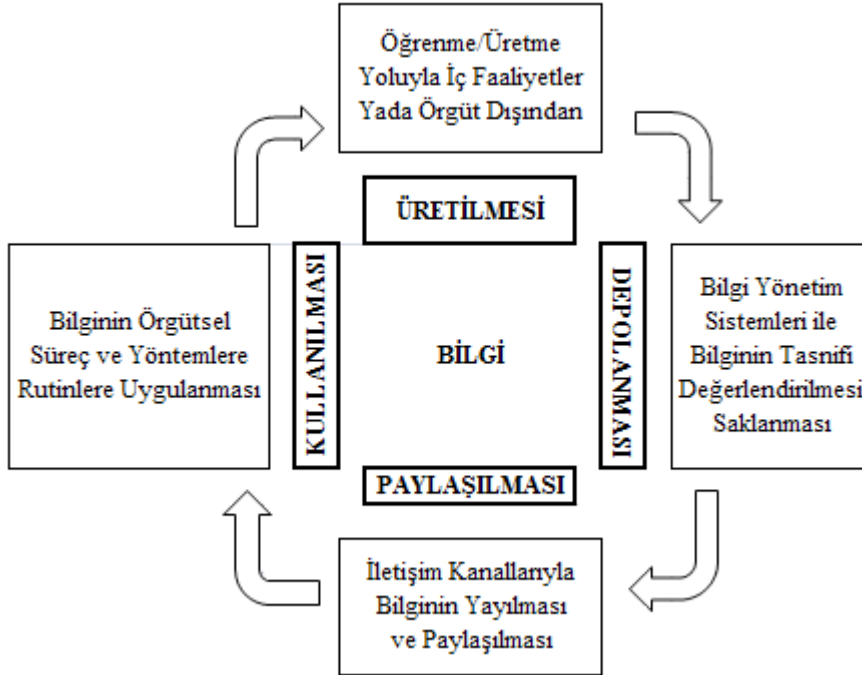 Öğrenme/Üretme
Yoluyla İç Faaliyetler
Yada Örgüt Dışından
ÜRETİLMESİ
KULLANILMASI
BİLGİ
DEPOLANMASI
Bilginin Örgütsel
Süreç ve Yöntemlere
Rutinlere Uygulanması
Bilgi Yönetim
Sistemleri ile
Bilginin Tasnifi
Değerlendirilmesi
Saklanması
PAYLAŞILMASI
İletişim Kanallarıyla
Bilginin Yayılması
ve Paylaşılması